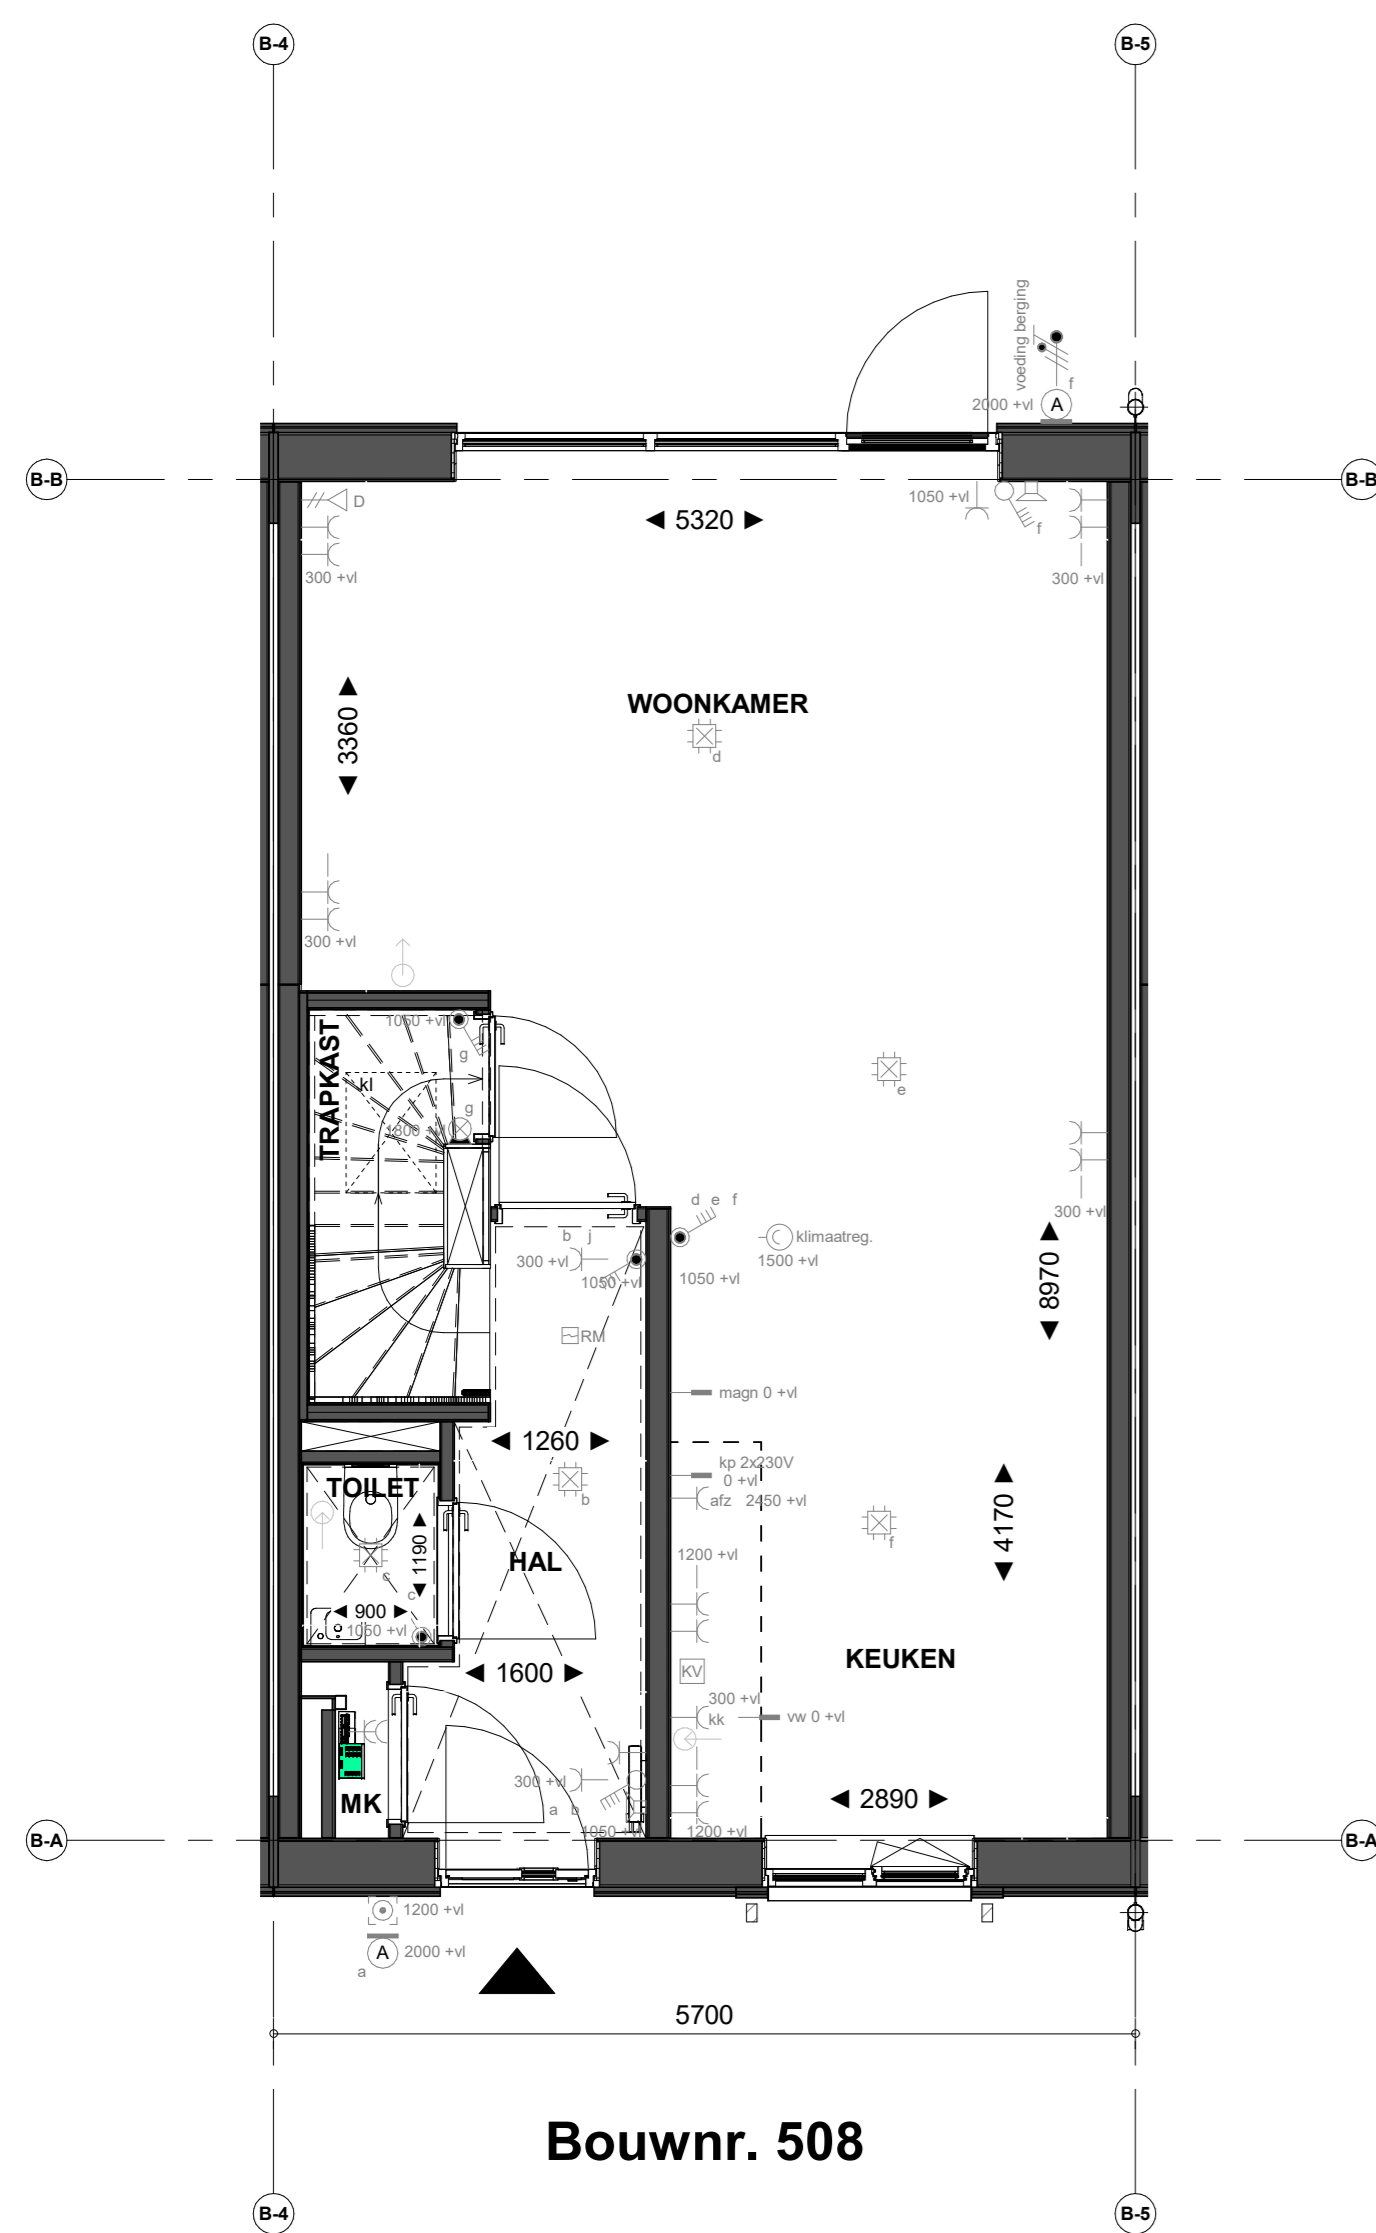 B-4
B-5
voeding berging
f
2000 +vl
A
B-B
B-B
D
1050 +vl
f
5320
300 +vl
300 +vl
WOONKAMER
d
3360
300 +vl
TRAPKAST
1050 +vl
g
kl
g
1800 +vl
e
d e f
300 +vl
b j
klimaatreg.
300 +vl
1500 +vl
1050 +vl
1050 +vl
8970
RM
magn 0 +vl
1260
kp 2x230V
0 +vl
afz 2450 +vl
TOILET
b
4170
f
1190
HAL
1200 +vl
c
c
900
1050 +vl
KEUKEN
1600
KV
300 +vl
kk
vw 0 +vl
300 +vl
MK
a b
2890
1050 +vl
1200 +vl
B-A
B-A
1200 +vl
A
2000 +vl
a
5700
Bouwnr. 508
B-4
B-5